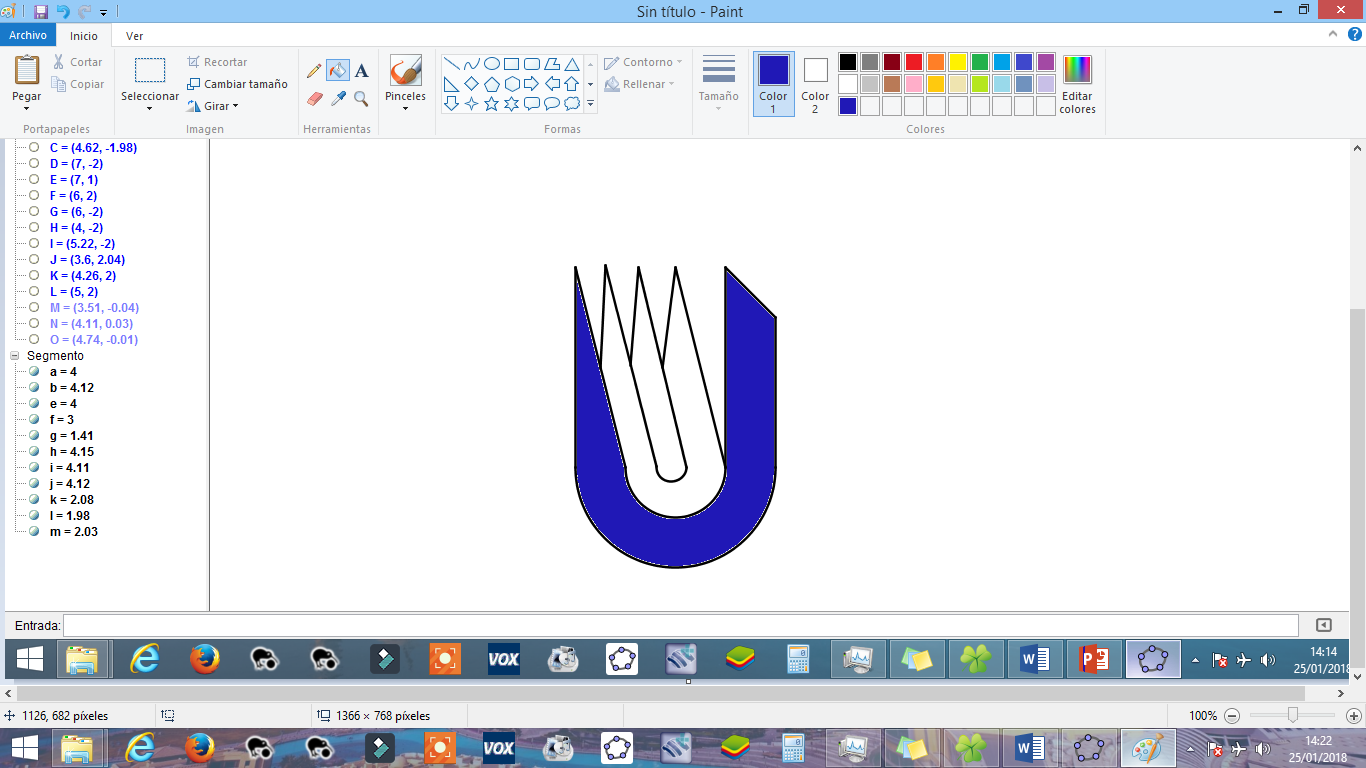 Sin título - Paint
Archivo Inicio Ver
Pegar
Cortar
Copiar
Portapapeles
Seleccionar
Recortar
Cambiar tamaño
Girar
Imagen
A
Herramientas
Pinceles
Contorno
Rellenar
Formas
Tamaño
Color
1
Color
2
Editar
colores
Colores
C = (4.62, -1.98)
D = (7, -2)
E = (7, 1)
F = (6, 2)
G = (6, -2)
H = (4, -2)
I = (5.22, -2)
J = (3.6, 2.04)
K = (4.26, 2)
L = (5, 2)
M = (3.51, -0.04)
N = (4.11, 0.03)
O = (4.74, -0.01)
Segmento
a = 4
b = 4.12
e = 4
f = 3
g = 1.41
h = 4.15
i = 4.11
j = 4.12
k = 2.08
l = 1.98
m = 2.03
Entrada:
VOX
14:14
25/01/2018
1126, 682 píxeles
1366 × 768 píxeles
100%
VOX
14:22
25/01/2018